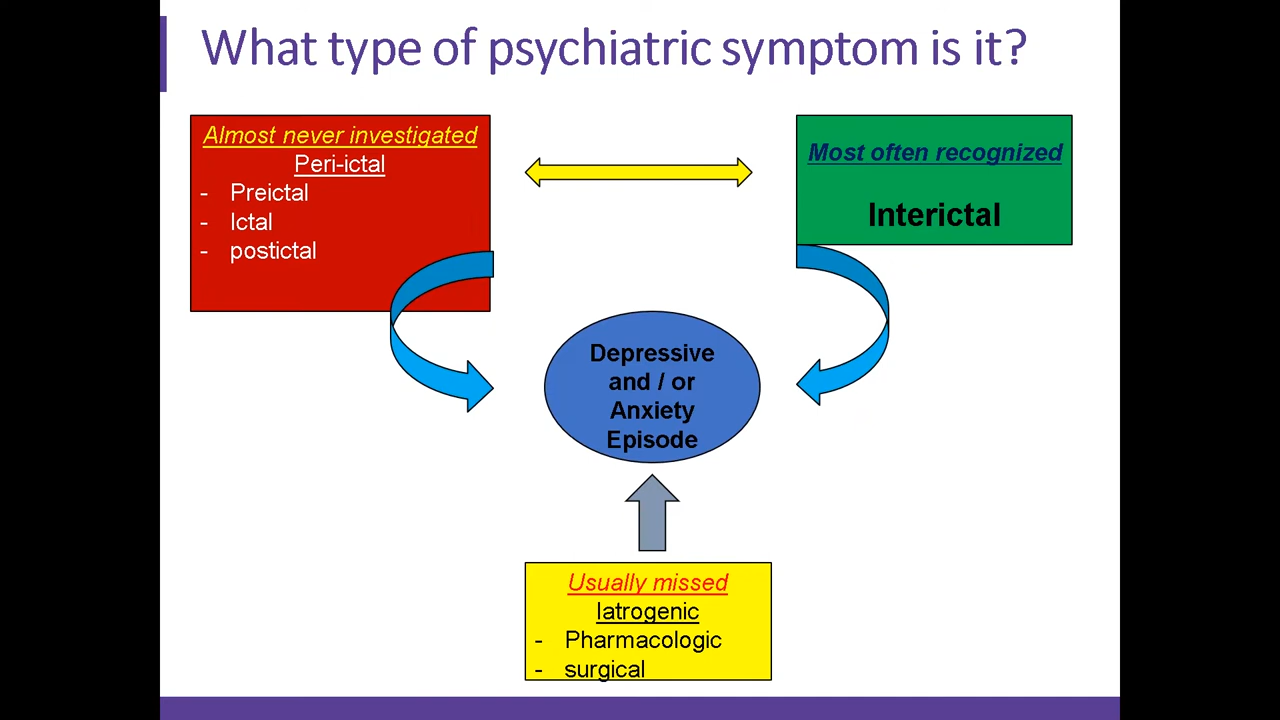 What type of psychiatric symptom is it?
Almost never investigated
Peri-ictal
- Preictal
- Ictal
- postictal
Most often recognized
Interictal
Depressive
and / or
Anxiety
Episode
Usually missed
Iatrogenic
- Pharmacologic
- surgical